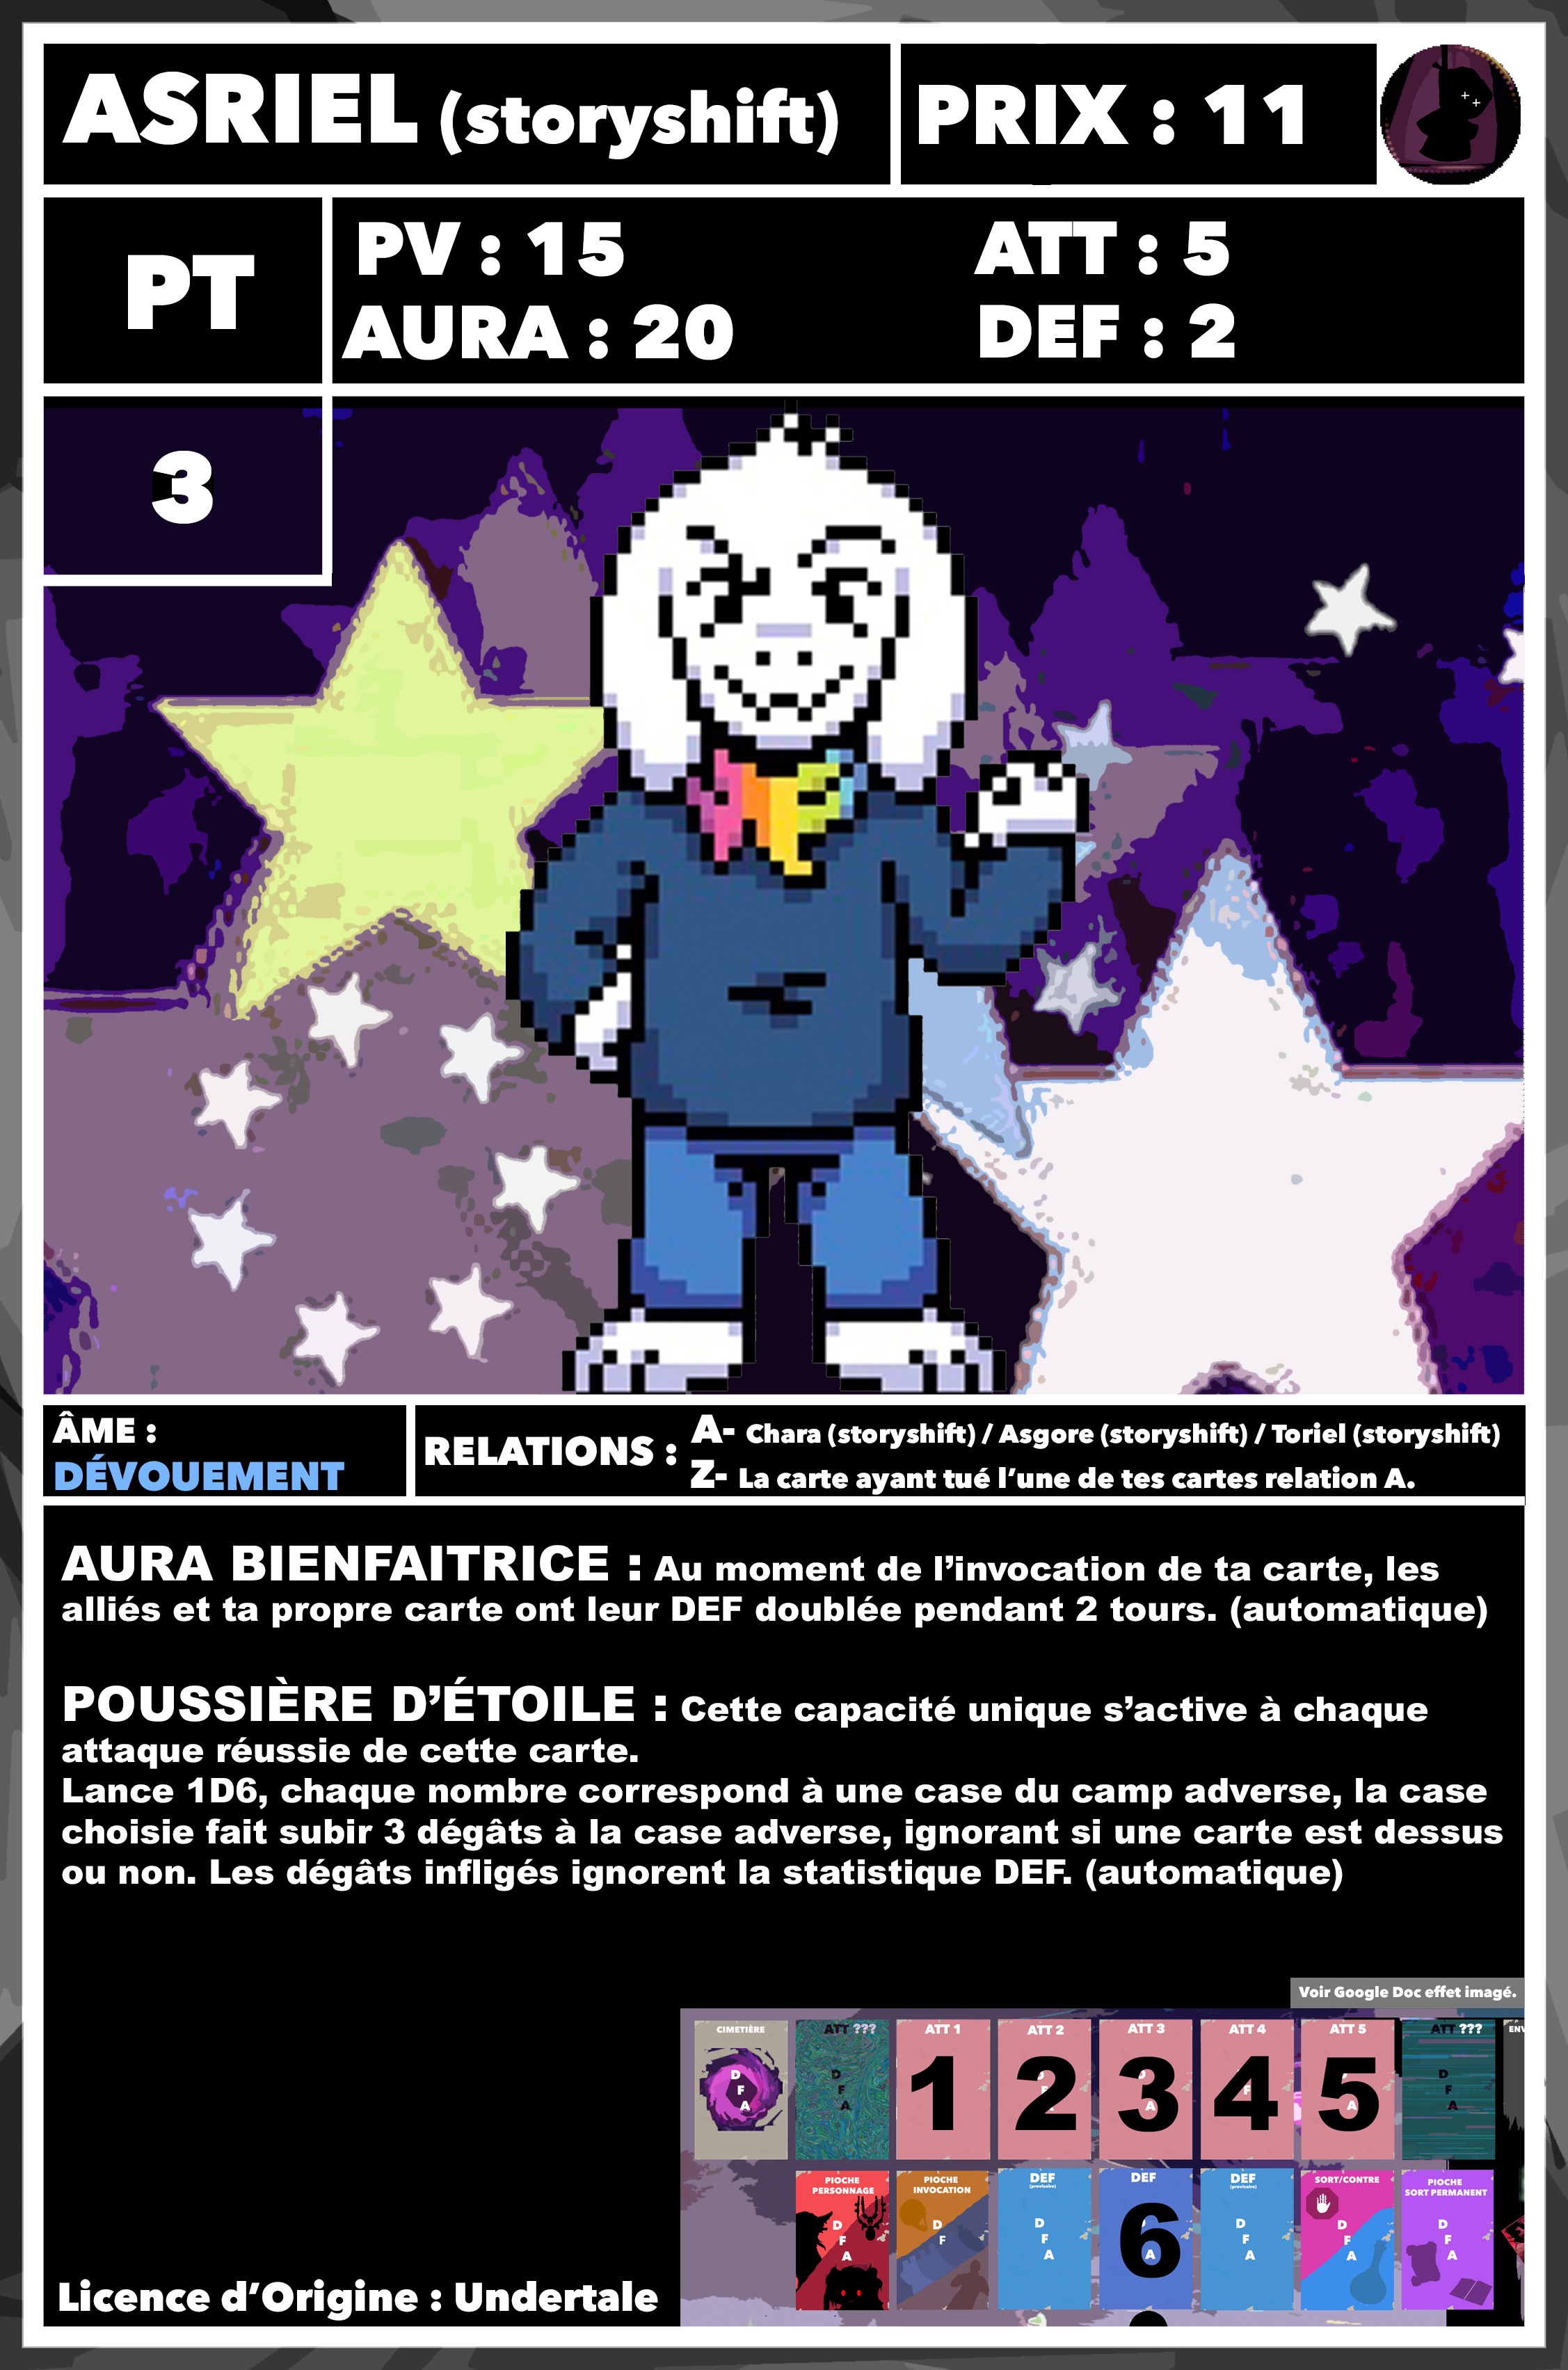 ASRIEL (storyshift)
PRIX : 11
PT
PV : 15
ATT : 5
AURA : 20
DEF : 2
3
ÂME :
DÉVOUEMENT
RELATIONS :
A- Chara (storyshift) / Asgore (storyshift) / Toriel (storyshift)
Z- La carte ayant tué l’une de tes cartes relation A.
AURA BIENFAITRICE : Au moment de l’invocation de ta carte, les
alliés et ta propre carte ont leur DEF doublée pendant 2 tours. (automatique)
POUSSIÈRE D’ÉTOILE : Cette capacité unique s’active à chaque
attaque réussie de cette carte.
Lance 1D6, chaque nombre correspond à une case du camp adverse, la case
choisie fait subir 3 dégâts à la case adverse, ignorant si une carte est dessus
ou non. Les dégâts infligés ignorent la statistique DEF. (automatique)
Voir Google Doc effet imagé.
CIMETIÈRE
ATT ???
ATT 1
ATT 2
ATT 3
ATT 4
ATT 5
ATT ???
D F A
D F A
1
2
3
4
5
D F A
PIOCHE
PERSONNAGE
PIOCHE
INVOCATION
DEF
(provisoire)
DEF
DEF
(provisoire)
SORT/CONTRE
PIOCHE
SORT PERMANENT
D F A
D F
D F A
6
A
D F A
D F A
D F A
Licence d’Origine : Undertale